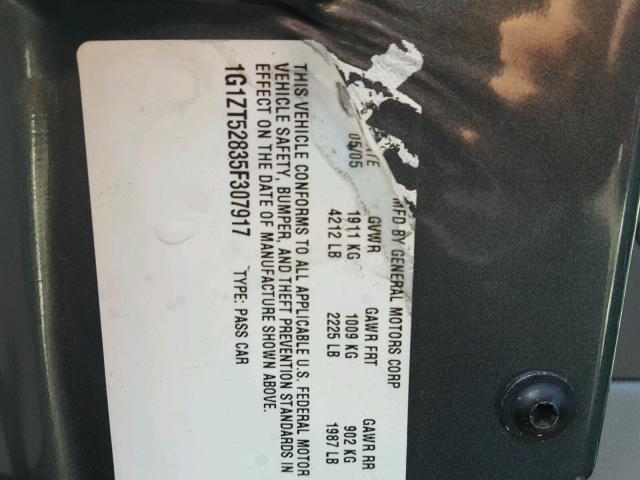 MFD BY GENERAL MOTORS CORP
05/05
GVWR GAWR FRT GAWR RR
1911 KG 1009 KG 902 KG
4212 LB 2225 LB 1987 LB
THIS VEHICLE CONFORMS TO ALL APPLICABLE U.S. FEDERAL MOTOR
VEHICLE SAFETY, BUMPER, AND THEFT PREVENTION STANDARDS IN
EFFECT ON THE DATE OF MANUFACTURE SHOWN ABOVE.
1G1ZT52835F307917 TYPE: PASS CAR